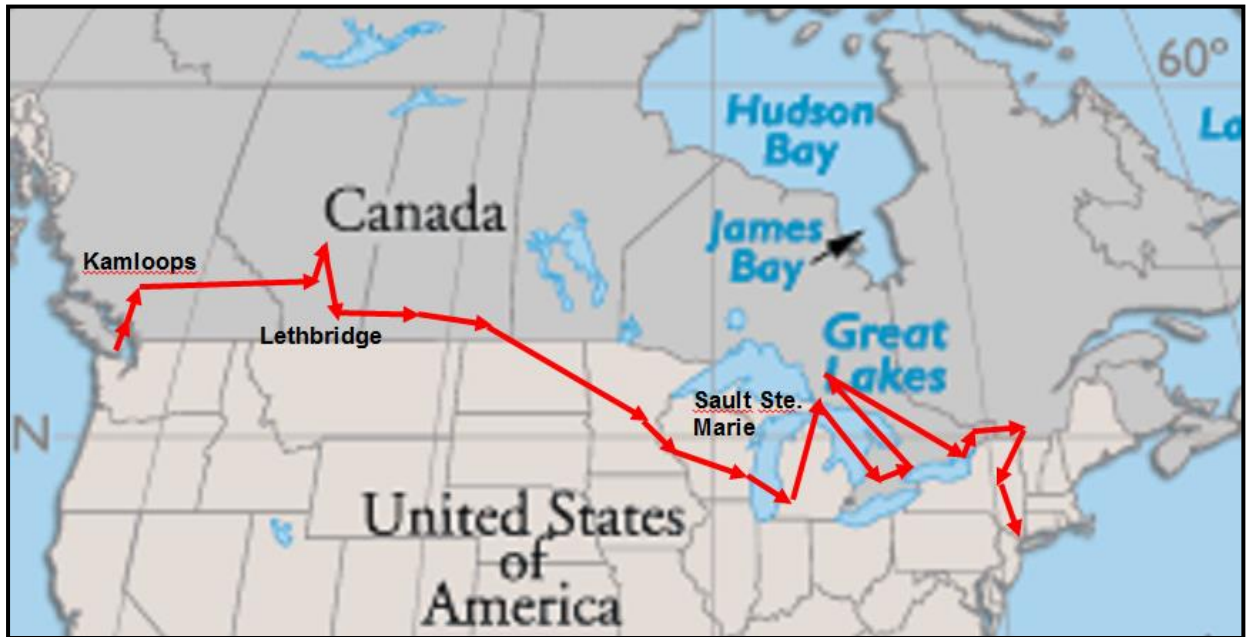 60°
Hudson
Bay
La
Canada
James
Bay
Kamloops
Great
Lakes
Lethbridge
Sault Ste.
Marie
N
United States
of
America